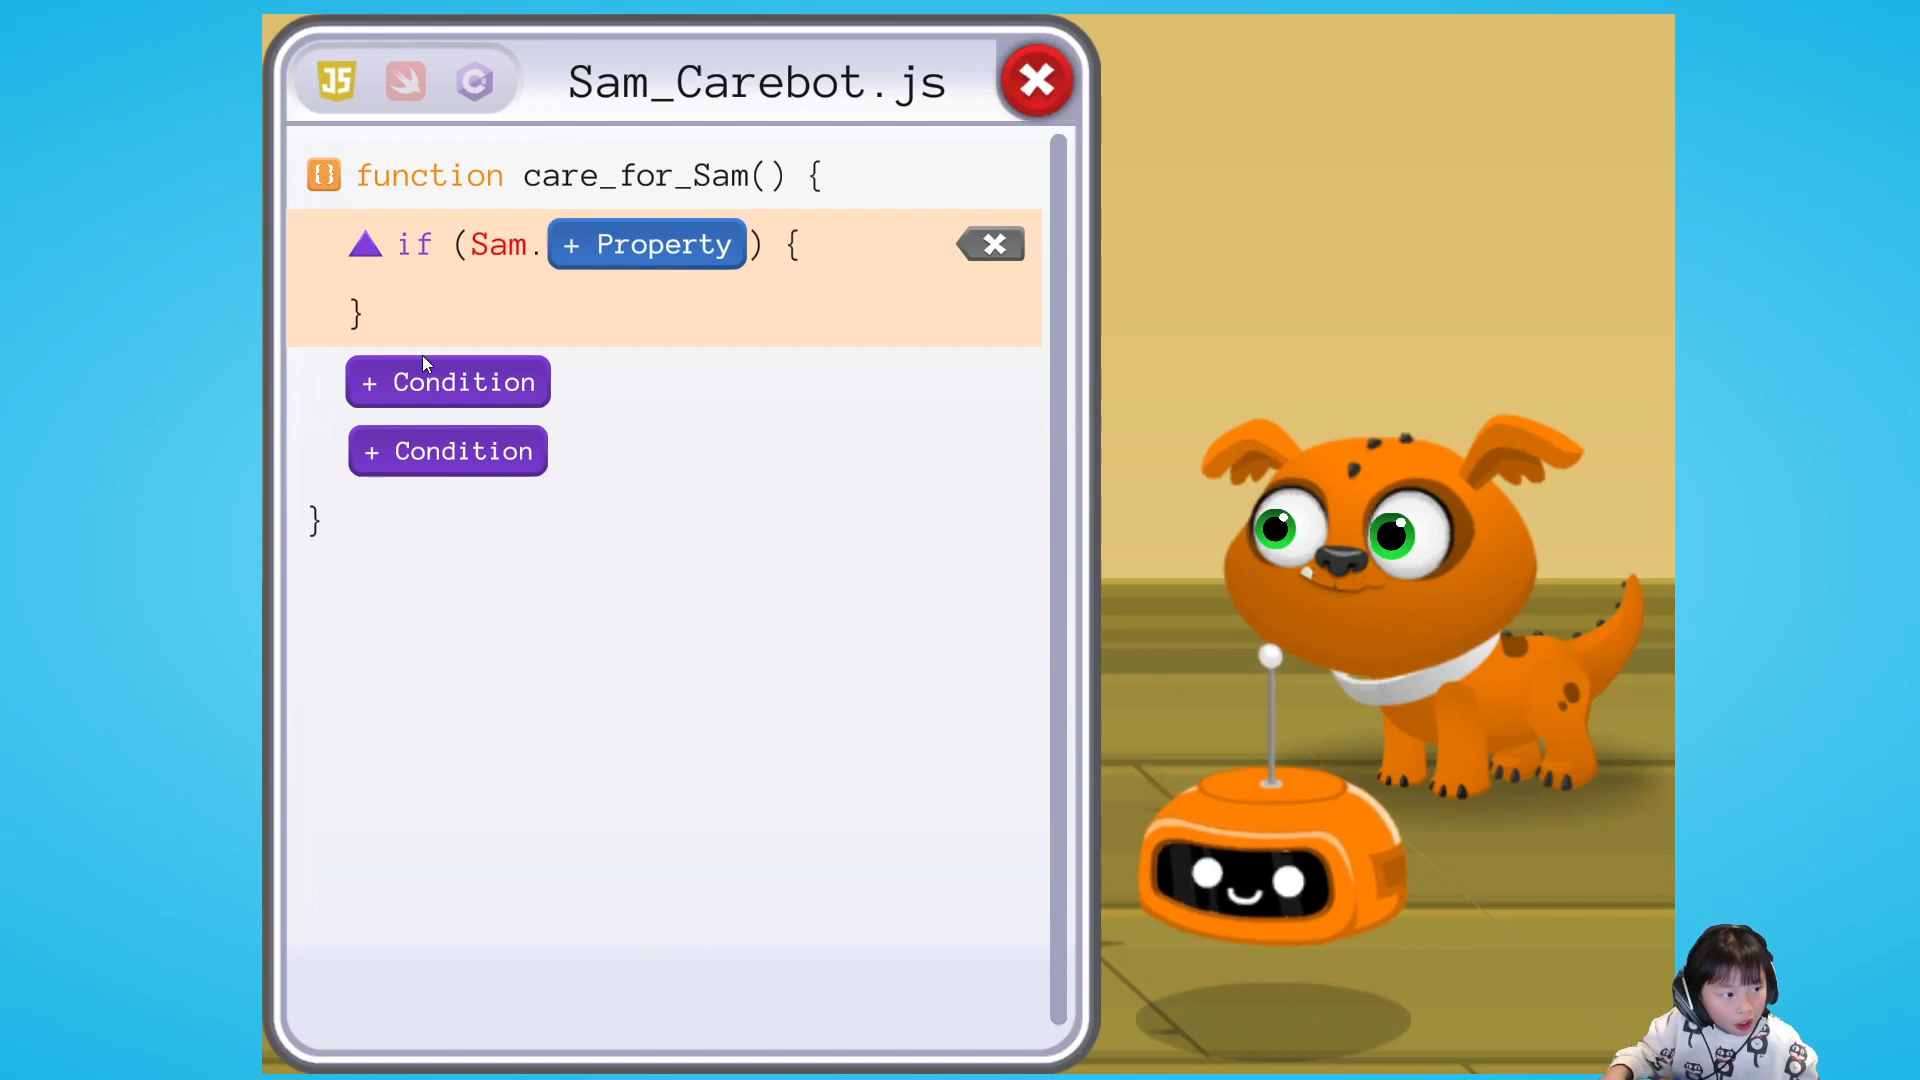 JS Sam_Carebot.js
{} function care_for_Sam() {
if (Sam.+ Property) {
}
+ Condition
+ Condition
}